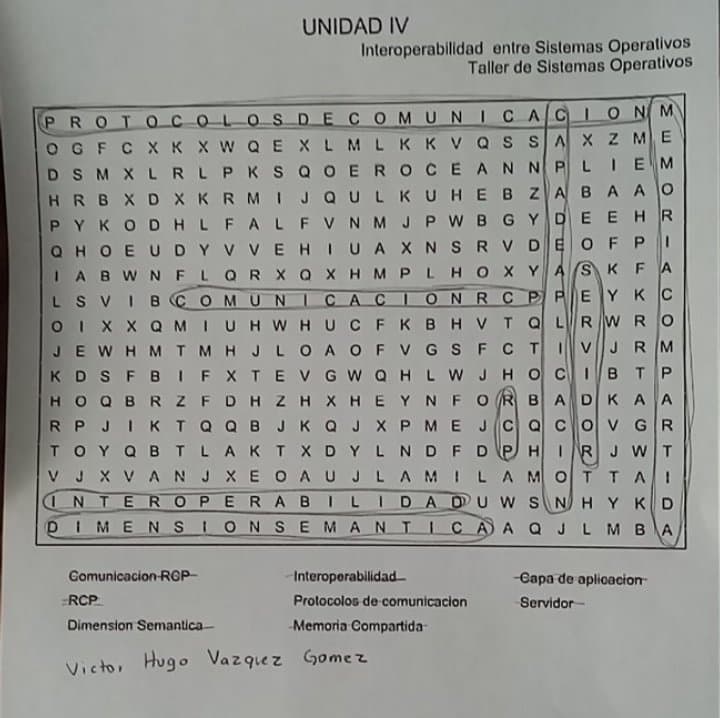 UNIDAD IV
Interoperabilidad entre Sistemas Operativos
Taller de Sistemas Operativos
P R O T O C O L O S D E C O M U N I C A C I O N M
O G F C X K X W Q E X L M L K K V Q S S A X Z M E
D S M X L R L P K S Q O E R O C E A N N P L I E M
H R B X D X K R M I J Q U L K U H E B Z A B A A O
P Y K O D H L F A L F V N M J P W B G Y D E E H R
Q H O E U D Y V V E H I U A X N S R V D E O F P I
I A B W N F L Q R X Q X H M P L H O X Y A S K F A
L S V I B C O M U N I C A C I O N R C P P E Y K C
O I X X Q M I U H W H U C F K B H V T Q L R W R O
J E W H M T M H J L O A O F V G S F C T I V J R M
K D S F B I F X T E V G W Q H L W J H O C I B T P
H O Q B R Z F D H Z H X H E Y N F O R B A D K A A
R P J I K T Q Q B J K Q J X P M E J C Q C O V G R
T O Y Q B T L A K T X D Y L N D F D P H I R J W T
V J X V A N J X E O A U J L A M I L A M O T T A I
I N T E R O P E R A B I L I D A D U W S N H Y K D
D I M E N S I O N S E M A N T I C A A Q J L M B A
Comunicacion RCP Interoperabilidad Capa de aplicacion
RCP Protocolos de comunicacion Servidor
Dimension Semantica Memoria Compartida
Victor Hugo Vazquez Gomez